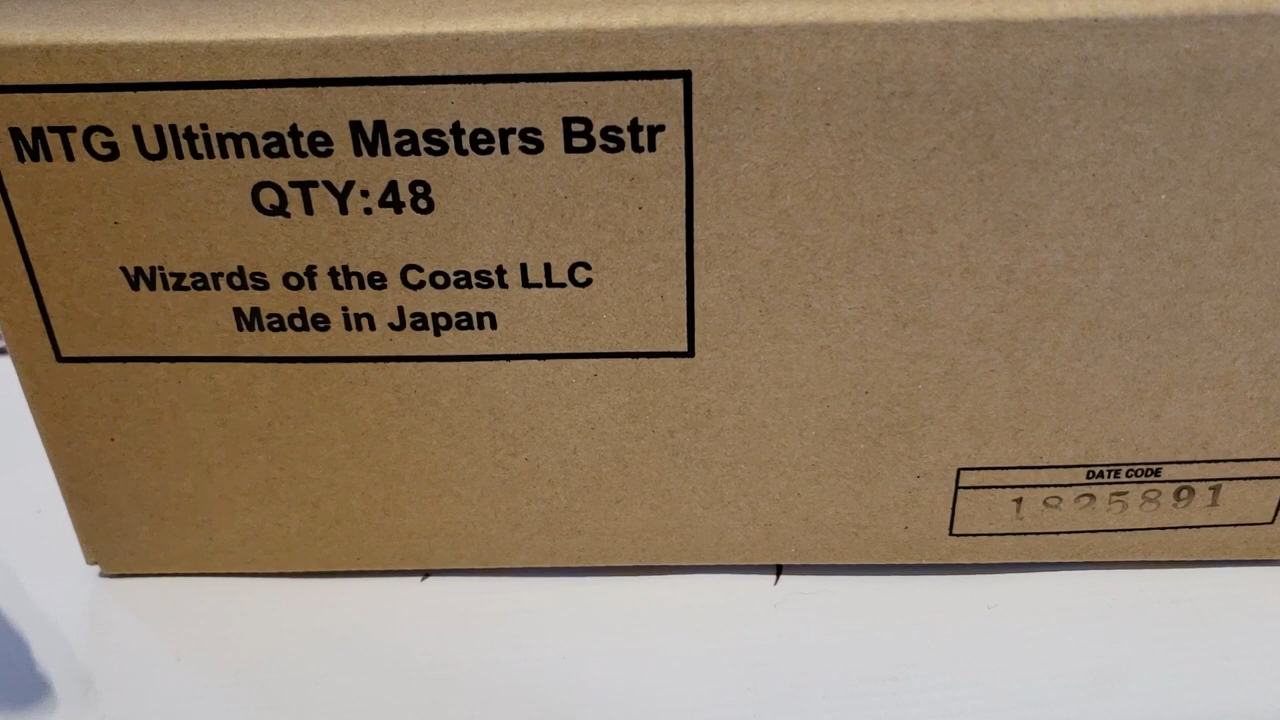 MTG Ultimate Masters Bstr
QTY:48
Wizards of the Coast LLC
Made in Japan
DATE CODE
1825891